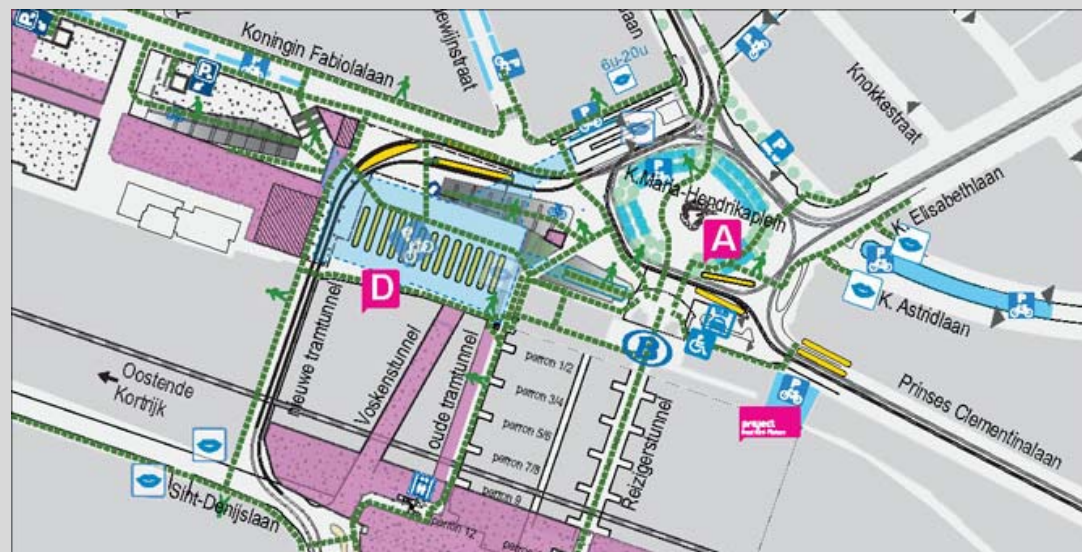 Koningin Fabiolalaan
ewijnstraat
laan
6u-20u
Knokkestraat
K.Maria-Hendrikaplein
K. Elisabethlaan
A
K. Astridlaan
D
B
Prinses Clementinalaan
P
project
nieuwe tramtunnel
Voskenstunnel
oude tramtunnel
Reizigerstunnel
perron 1/2
perron 3/4
perron 5/6
perron 7/8
perron 9
perron 12
Oostende
Kortrijk
Sint-Denijslaan